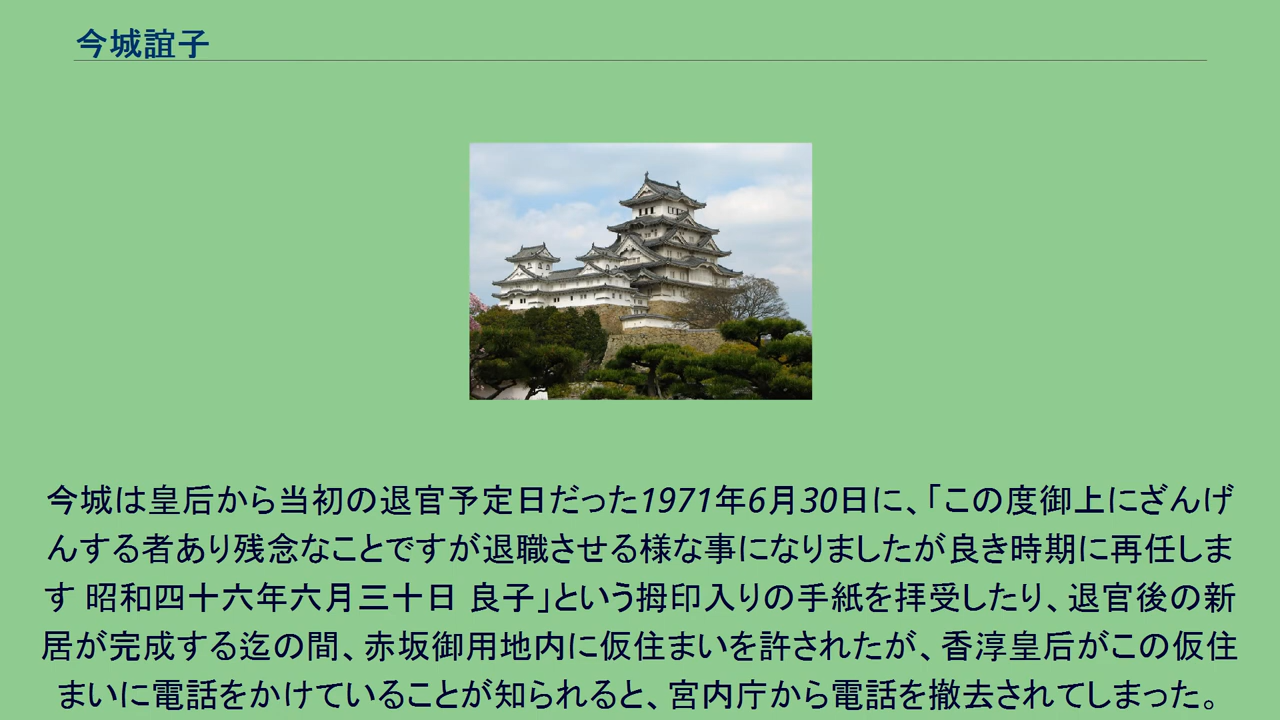 今城誼子
今城は皇后から当初の退官予定日だった1971年6月30日に、「この度御上にざんげ
んする者あり残念なことですが退職させる様な事になりましたが良き時期に再任しま
す 昭和四十六年六月三十日 良子」という拇印入りの手紙を拝受したり、退官後の新
居が完成する迄の間、赤坂御用地内に仮住まいを許されたが、香淳皇后がこの仮住
まいに電話をかけていることが知られると、宮内庁から電話を撤去されてしまった。